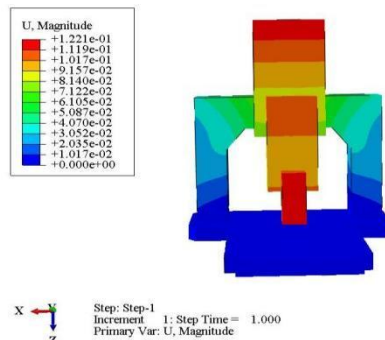 U, Magnitude
+1.221e-01
+1.119e-01
+1.017e-01
+9.157e-02
+8.140e-02
+7.122e-02
+6.105e-02
+5.087e-02
+4.070e-02
+3.052e-02
+2.035e-02
+1.017e-02
+0.000e+00
X Y Z
Step: Step-1
Increment 1: Step Time = 1.000
Primary Var: U, Magnitude